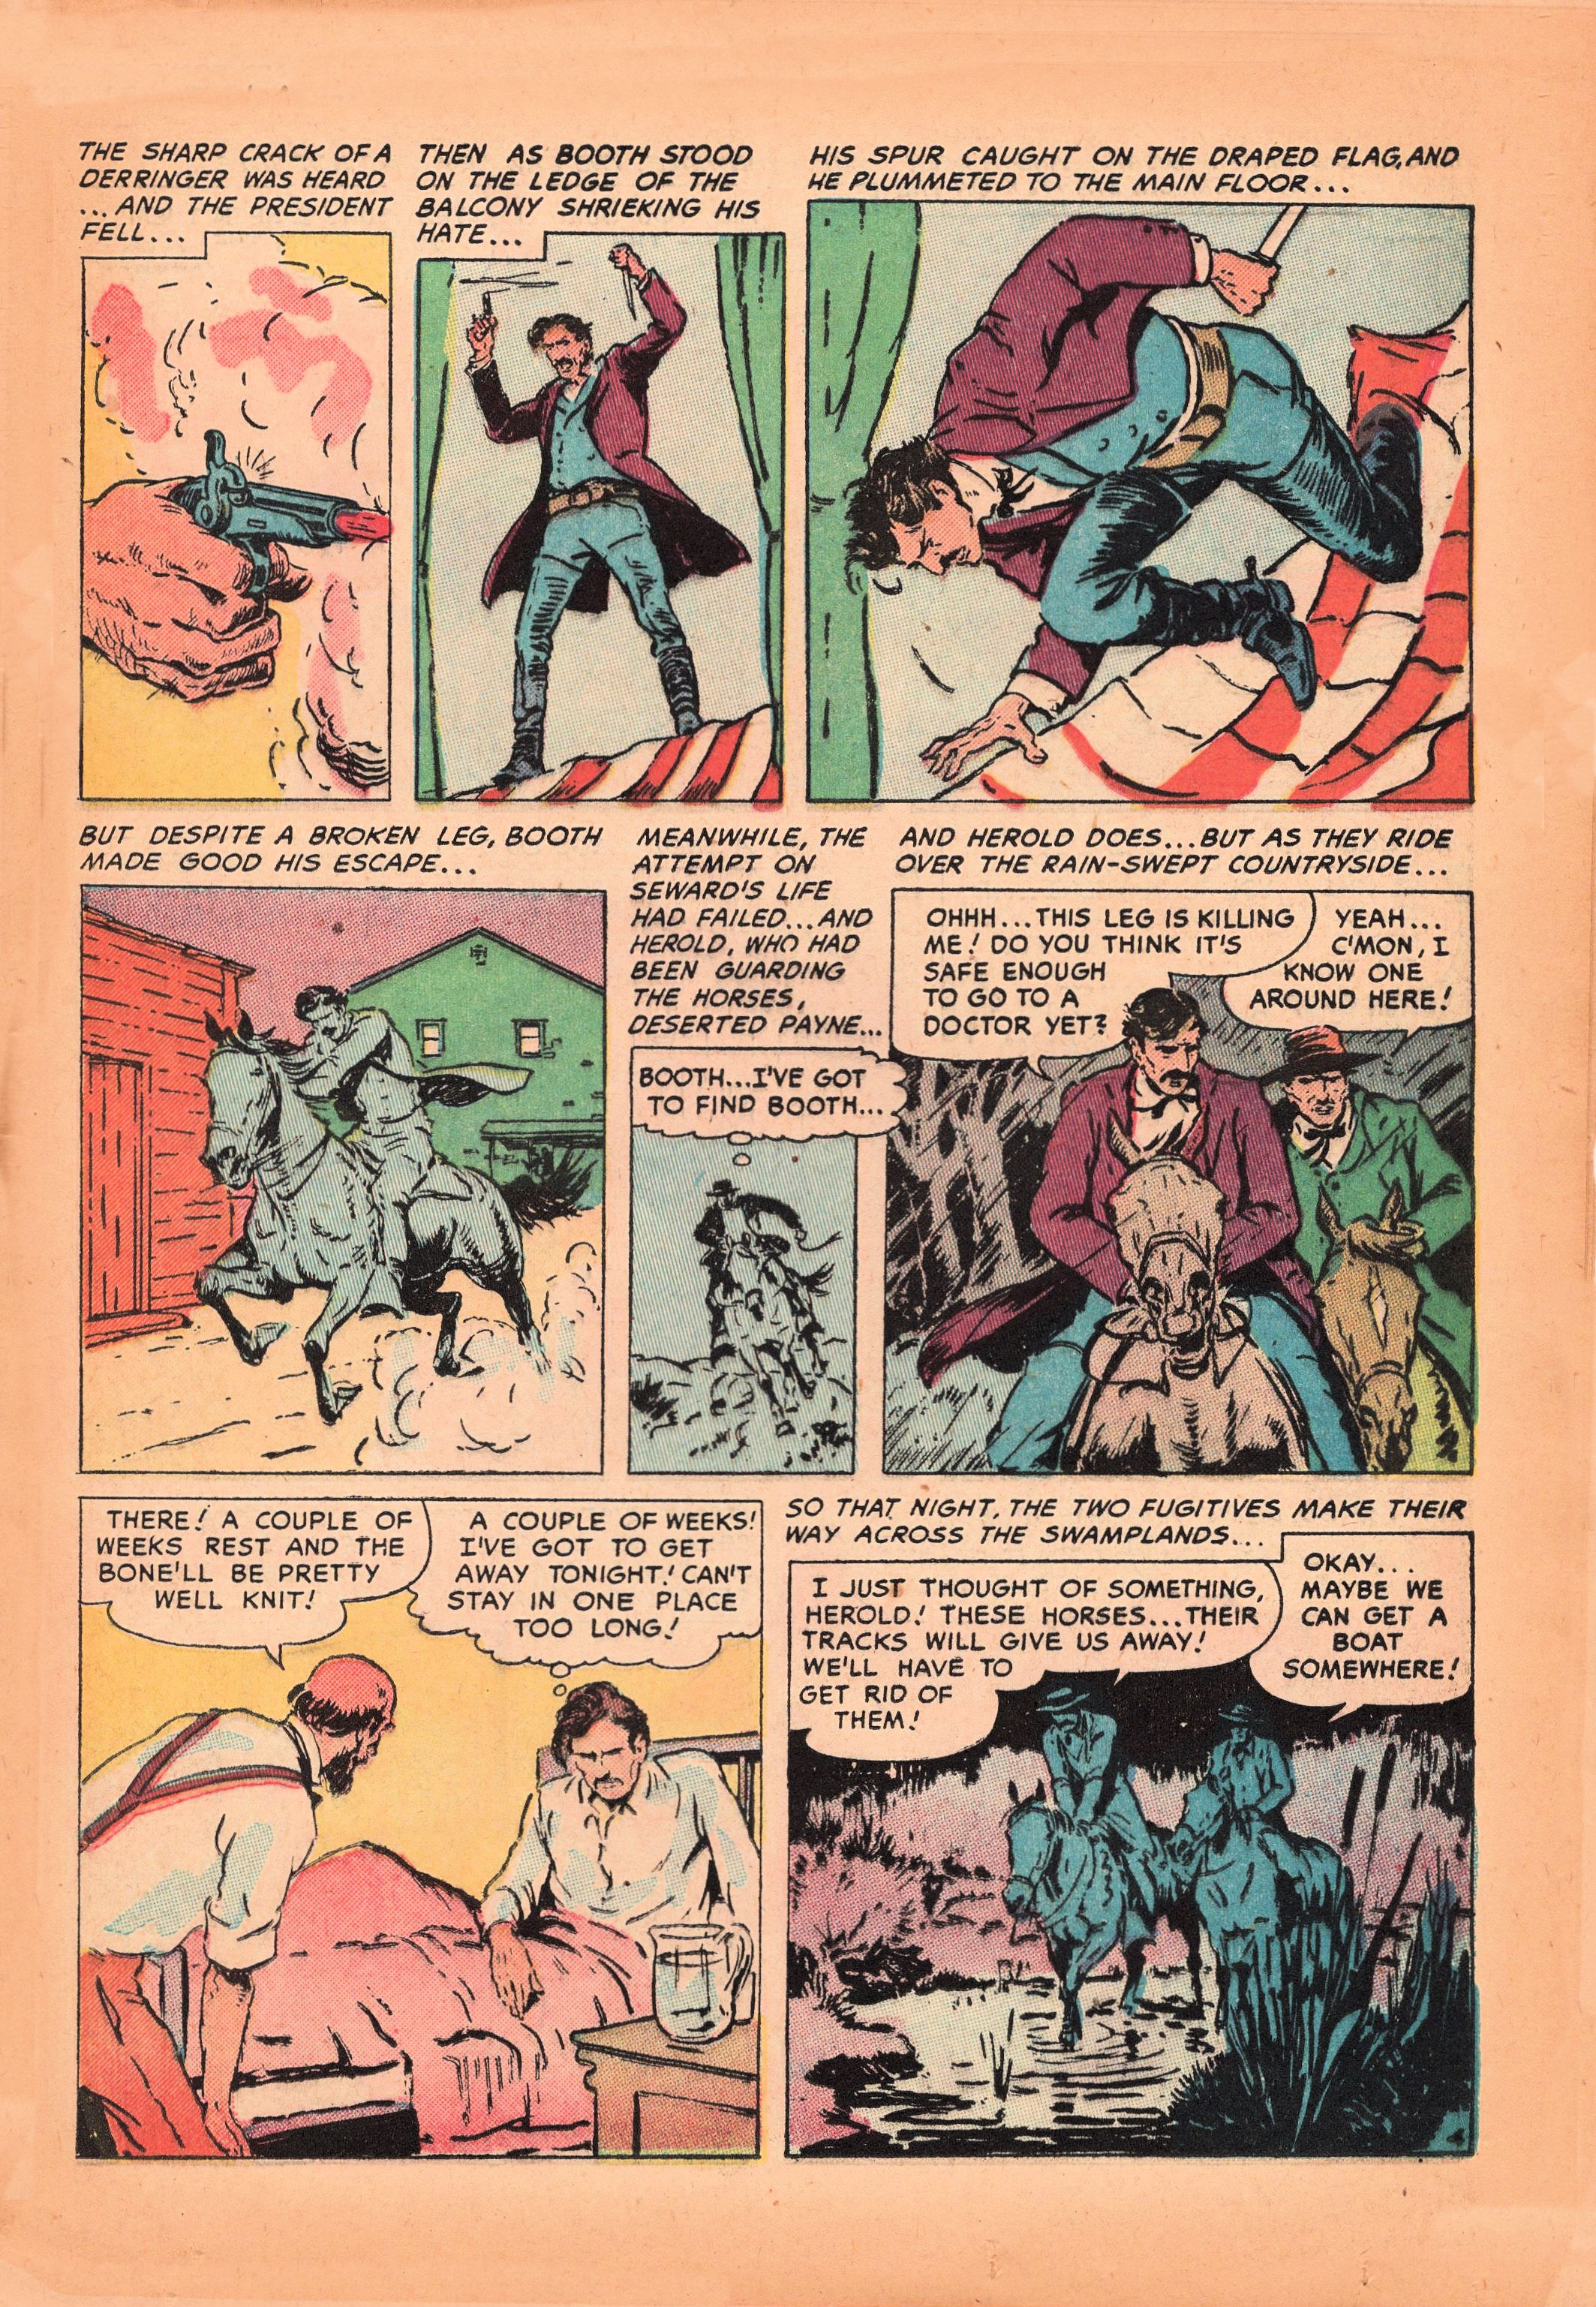 THE SHARP CRACK OF A
DERRINGER WAS HEARD
...AND THE PRESIDENT
FELL...
THEN AS BOOTH STOOD
ON THE LEDGE OF THE
BALCONY SHRIEKING HIS
HATE...
HIS SPUR CAUGHT ON THE DRAPED FLAG, AND
HE PLUMMETED TO THE MAIN FLOOR...
BUT DESPITE A BROKEN LEG, BOOTH
MADE GOOD HIS ESCAPE...
MEANWHILE, THE
ATTEMPT ON
SEWARD'S LIFE
HAD FAILED...AND
HEROLD, WHO HAD
BEEN GUARDING
THE HORSES,
DESERTED PAYNE...
BOOTH...I'VE GOT
TO FIND BOOTH...
AND HEROLD DOES...BUT AS THEY RIDE
OVER THE RAIN-SWEPT COUNTRYSIDE...
OHHH...THIS LEG IS KILLING
ME! DO YOU THINK IT'S
SAFE ENOUGH
TO GO TO A
DOCTOR YET?
YEAH...
C'MON, I
KNOW ONE
AROUND HERE!
THERE! A COUPLE OF
WEEKS REST AND THE
BONE'LL BE PRETTY
WELL KNIT!
A COUPLE OF WEEKS!
I'VE GOT TO GET
AWAY TONIGHT! CAN'T
STAY IN ONE PLACE
TOO LONG!
SO THAT NIGHT, THE TWO FUGITIVES MAKE THEIR
WAY ACROSS THE SWAMPLANDS...
I JUST THOUGHT OF SOMETHING,
HEROLD! THESE HORSES...THEIR
TRACKS WILL GIVE US AWAY!
WE'LL HAVE TO
GET RID OF
THEM!
OKAY...
MAYBE WE
CAN GET A
BOAT
SOMEWHERE!
4